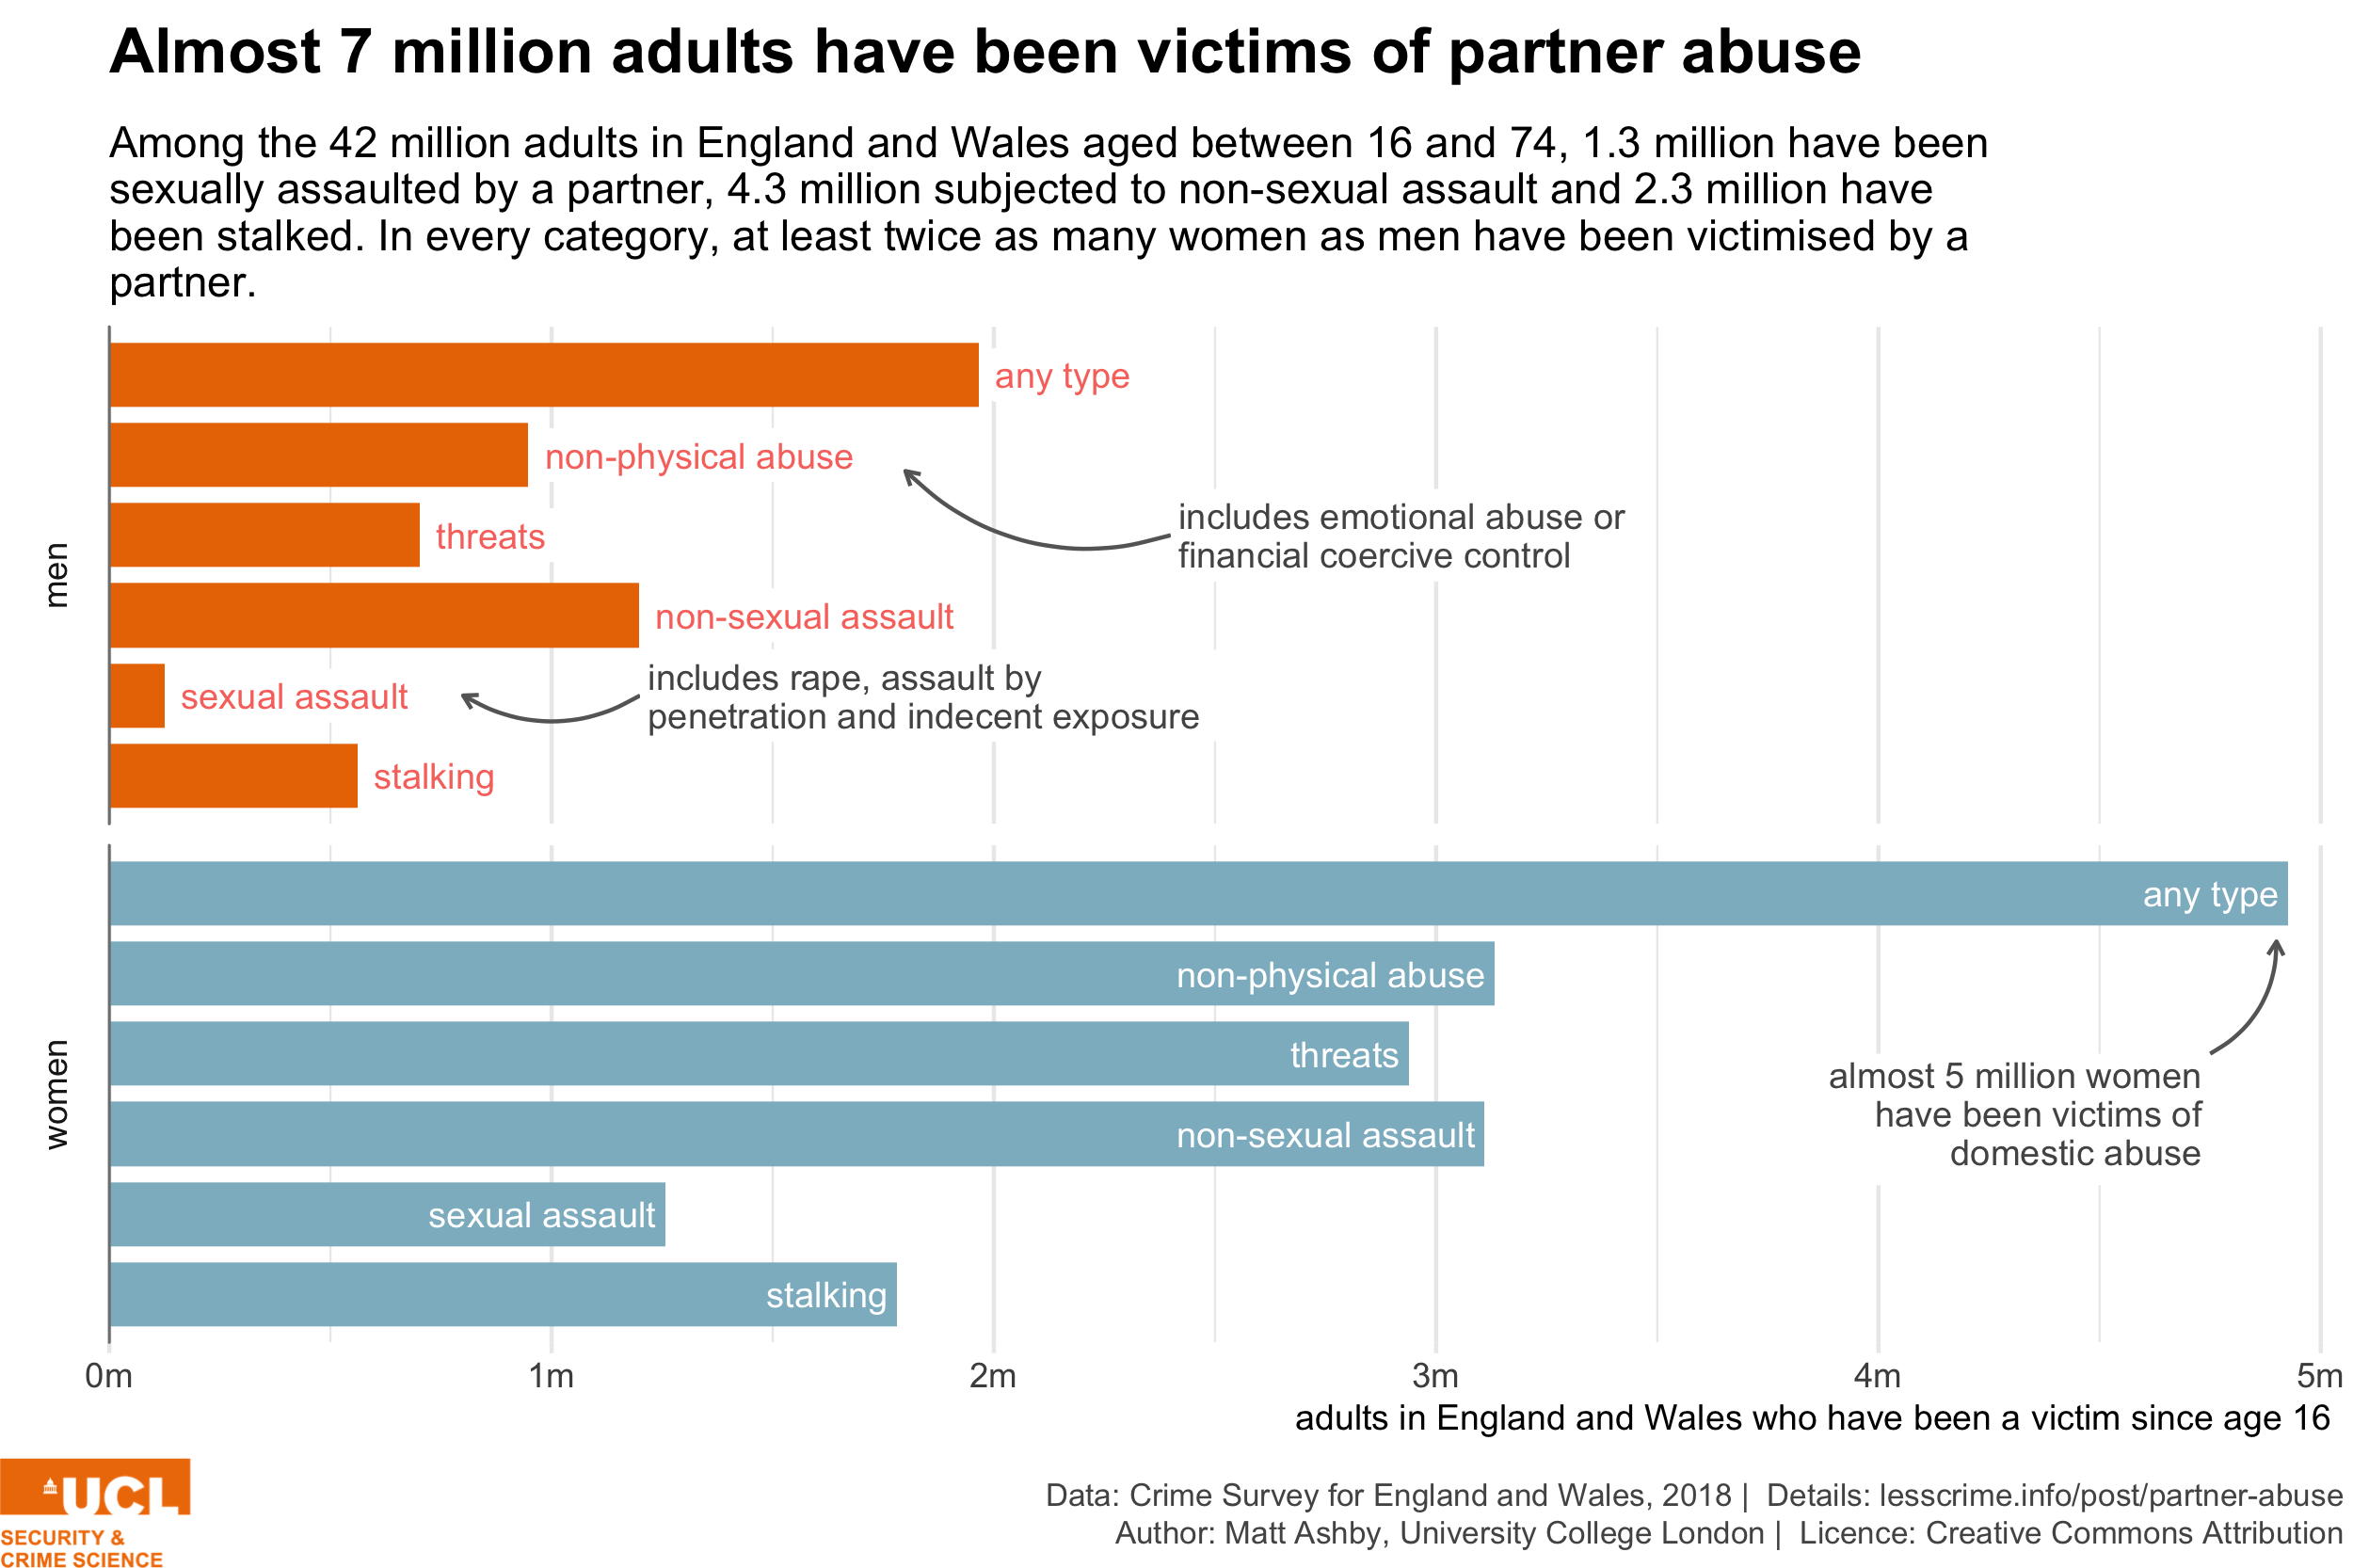 Almost 7 million adults have been victims of partner abuse
Among the 42 million adults in England and Wales aged between 16 and 74, 1.3 million have been
sexually assaulted by a partner, 4.3 million subjected to non-sexual assault and 2.3 million have
been stalked. In every category, at least twice as many women as men have been victimised by a
partner.
men
any type
non-physical abuse
includes emotional abuse or
financial coercive control
threats
non-sexual assault
includes rape, assault by
penetration and indecent exposure
sexual assault
stalking
women
any type
non-physical abuse
threats
almost 5 million women
have been victims of
domestic abuse
non-sexual assault
sexual assault
stalking
0m 1m 2m 3m 4m 5m
adults in England and Wales who have been a victim since age 16
UCL
SECURITY &
CRIME SCIENCE
Data: Crime Survey for England and Wales, 2018 | Details: lesscrime.info/post/partner-abuse
Author: Matt Ashby, University College London | Licence: Creative Commons Attribution